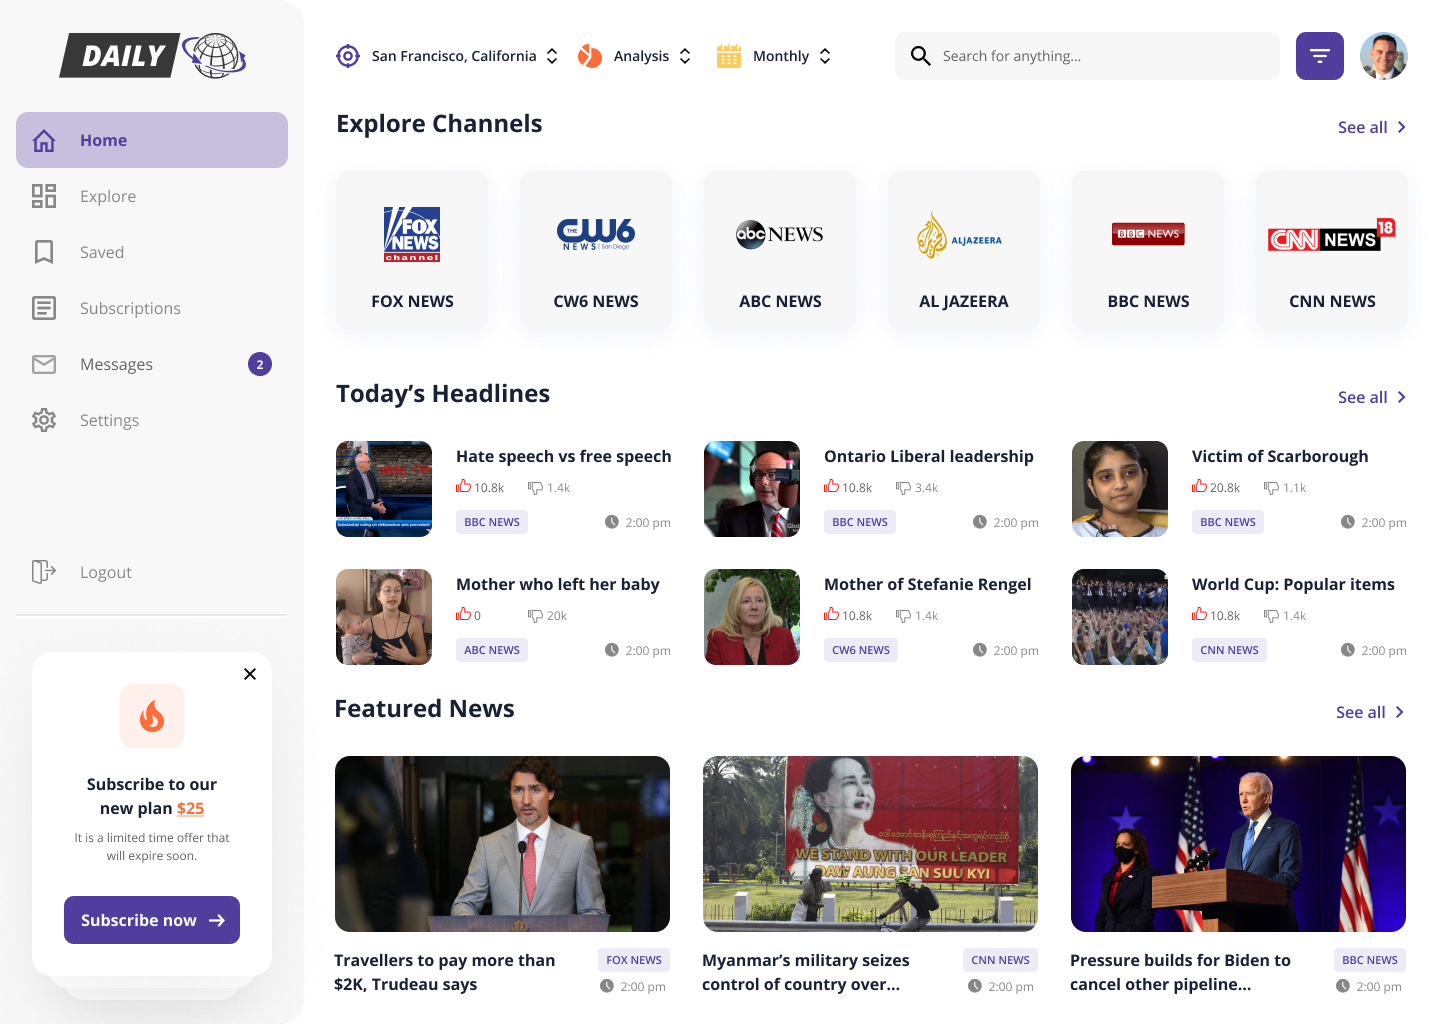 DAILY
Home
Explore
Saved
Subscriptions
Messages
2
Settings
Logout
Subscribe to our
new plan $25
It is a limited time offer that
will expire soon.
Subscribe now
San Francisco, California
Analysis
Monthly
Search for anything...
Explore Channels
See all
FOX
NEWS
channel
FOX NEWS
THE CW6
NEWS San Diego
CW6 NEWS
abc NEWS
ABC NEWS
ALJAZEERA
AL JAZEERA
BBC NEWS
BBC NEWS
CNN NEWS 18
CNN NEWS
Today’s Headlines
See all
Substantial ruling on defamation sets precedent
Hate speech vs free speech
10.8k 1.4k
BBC NEWS 2:00 pm
Ontario Liberal leadership
10.8k 3.4k
BBC NEWS 2:00 pm
Victim of Scarborough
20.8k 1.1k
BBC NEWS 2:00 pm
Mother who left her baby
0 20k
ABC NEWS 2:00 pm
Mother of Stefanie Rengel
10.8k 1.4k
CW6 NEWS 2:00 pm
World Cup: Popular items
10.8k 1.4k
CNN NEWS 2:00 pm
Featured News
See all
WE STAND WITH OUR LEADER
DAW AUNG SAN SUU KYI
Travellers to pay more than
$2K, Trudeau says
FOX NEWS
2:00 pm
Myanmar’s military seizes
control of country over...
CNN NEWS
2:00 pm
Pressure builds for Biden to
cancel other pipeline...
BBC NEWS
2:00 pm